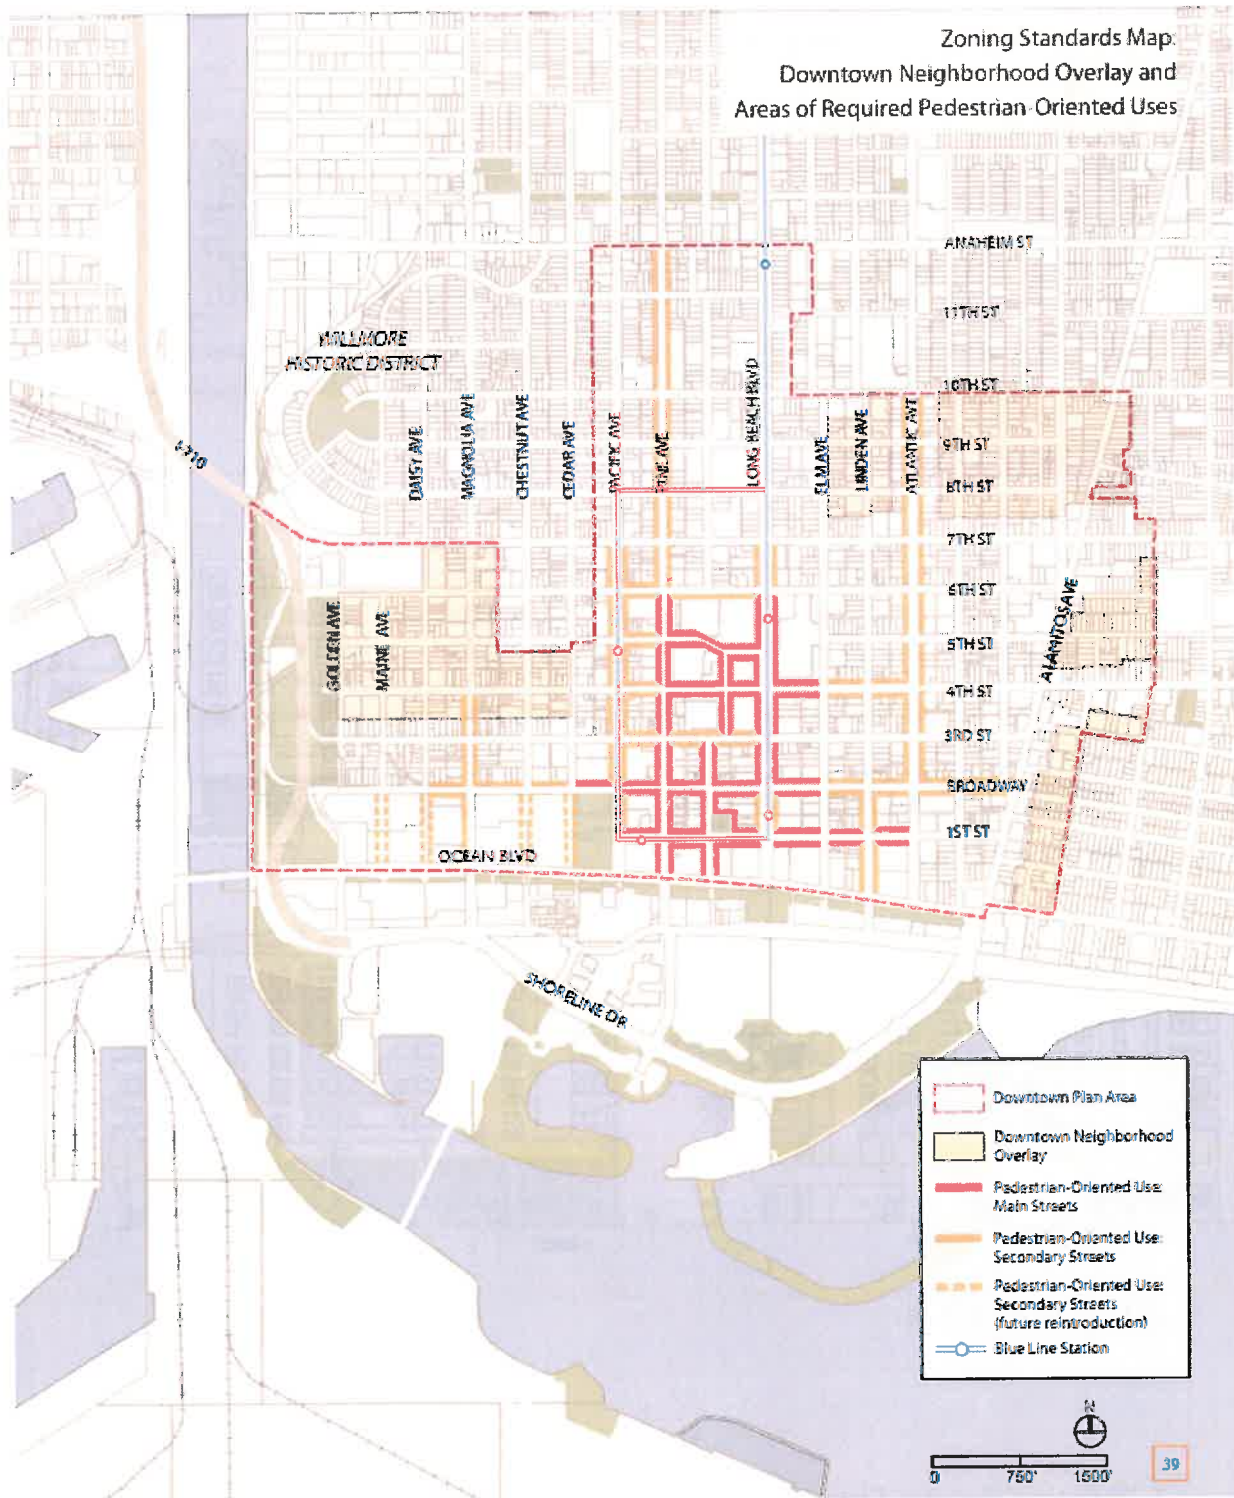 Zoning Standards Map:
Downtown Neighborhood Overlay and
Areas of Required Pedestrian-Oriented Uses
ANAHEIM ST
11TH ST
WILLMORE
HISTORIC DISTRICT
10TH ST
I-710
DAISY AVE
MAGNOLIA AVE
CHESTNUT AVE
CEDAR AVE
PACIFIC AVE
PINE AVE
LONG BEACH BLVD
ELM AVE
LINDEN AVE
ATLANTIC AVE
9TH ST
8TH ST
7TH ST
6TH ST
GOLDEN AVE
MAINE AVE
ALAMITOS AVE
5TH ST
4TH ST
3RD ST
BROADWAY
1ST ST
OCEAN BLVD
SHORELINE DR
Downtown Plan Area
Downtown Neighborhood
Overlay
Pedestrian-Oriented Use:
Main Streets
Pedestrian-Oriented Use:
Secondary Streets
Pedestrian-Oriented Use:
Secondary Streets
(future reintroduction)
Blue Line Station
N
0 750' 1500'
39